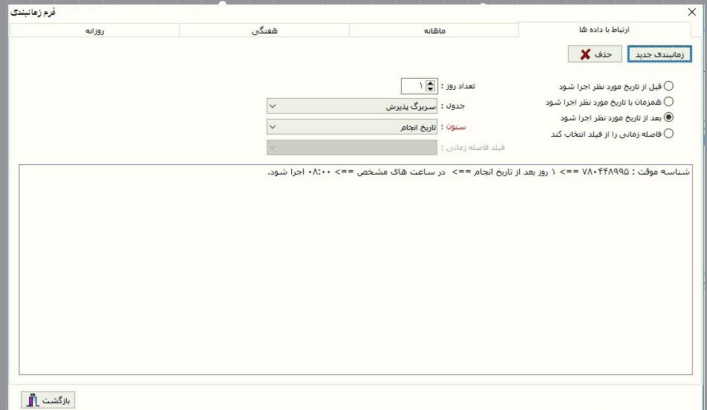 فرم زمانبندی
ارتباط با داده ها
ماهانه
هفتگی
روزانه
زمانبندی جدید
حذف
قبل از تاریخ مورد نظر اجرا شود
همزمان با تاریخ مورد نظر اجرا شود
بعد از تاریخ مورد نظر اجرا شود
فاصله زمانی را از فیلد انتخاب کند
تعداد روز : ۱
جدول : سربرگ پذیرش
ستون : تاریخ انجام
فیلد فاصله زمانی :
شناسه موقت : ۷۸۰۴۴۸۹۹۵ ==> ۱ روز بعد از تاریخ انجام ==> در ساعت های مشخص ==> ۰۸:۰۰ اجرا شود.
بازگشت